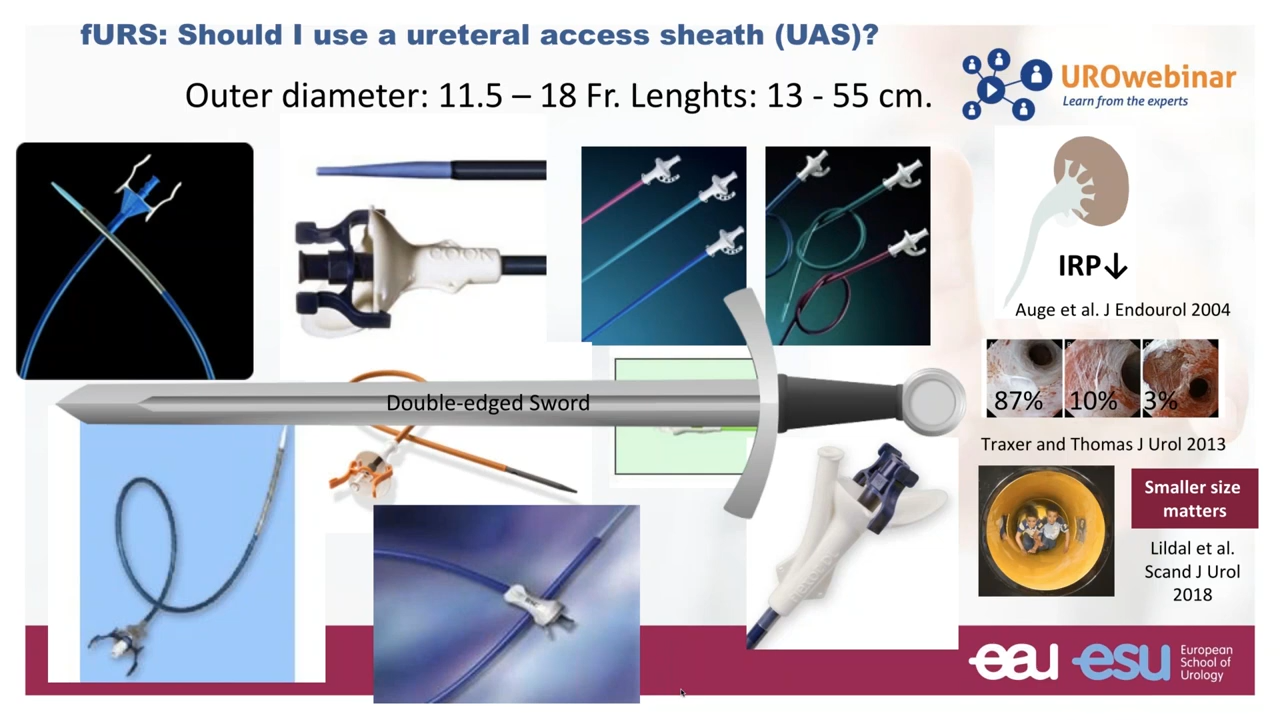 fURS: Should I use a ureteral access sheath (UAS)?
Outer diameter: 11.5 – 18 Fr. Lenghts: 13 - 55 cm.
UROwebinar
Learn from the experts
COOK
IRP↓
Auge et al. J Endourol 2004
Double-edged Sword
87% 10% 3%
Traxer and Thomas J Urol 2013
Smaller size
matters
Lildal et al.
Scand J Urol
2018
eau esu European
School of
Urology